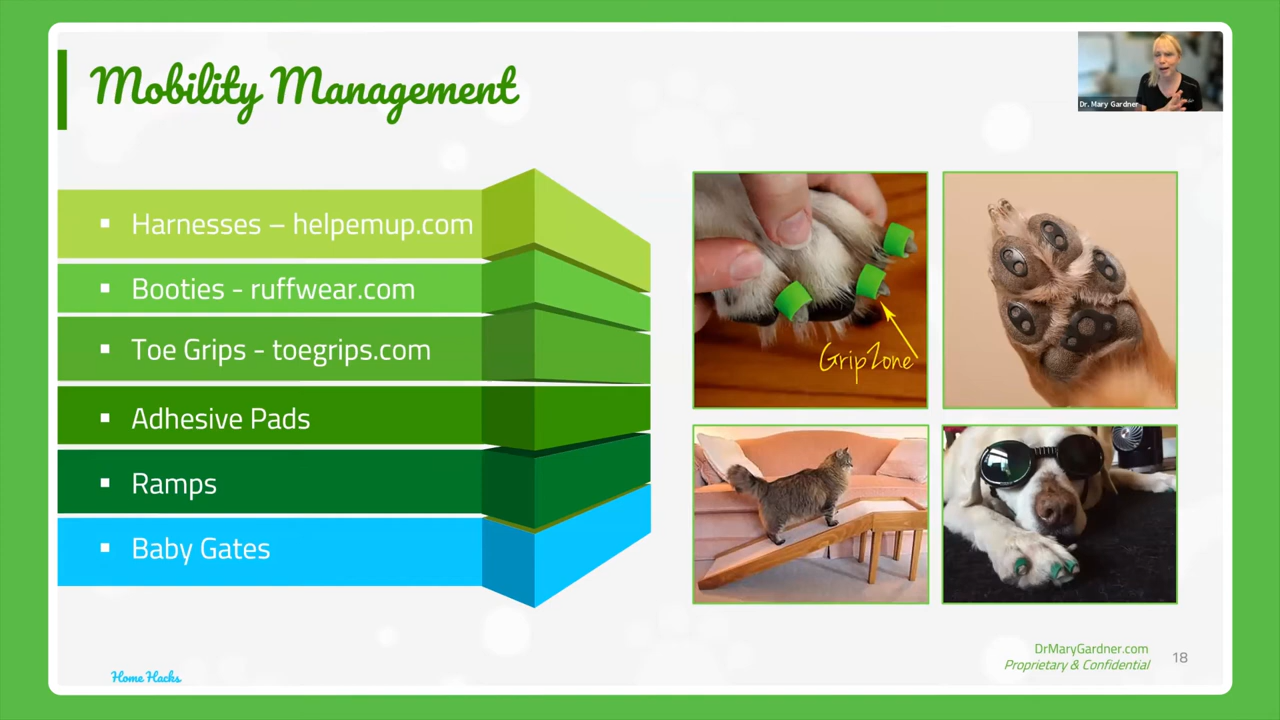 Mobility Management
Dr. Mary Gardner
▪ Harnesses – helpemup.com
▪ Booties - ruffwear.com
▪ Toe Grips - toegrips.com
▪ Adhesive Pads
▪ Ramps
▪ Baby Gates
GripZone
Home Hacks
DrMaryGardner.com
Proprietary & Confidential
18